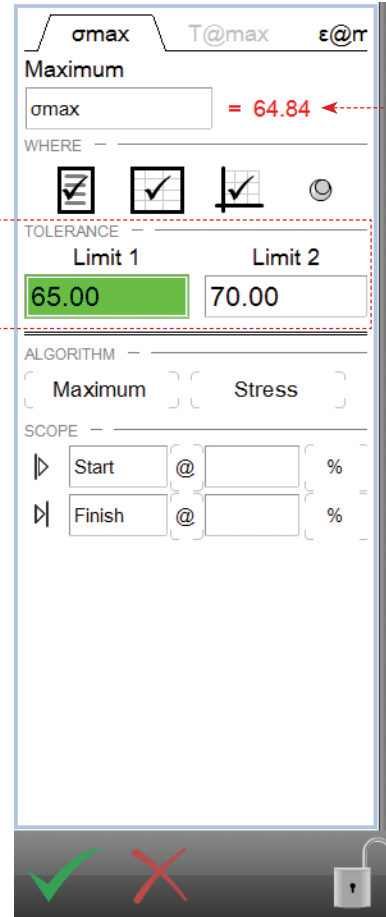 σmax T@max ε@m
Maximum
σmax = 64.84
WHERE
TOLERANCE
Limit 1 Limit 2
65.00 70.00
ALGORITHM
Maximum Stress
SCOPE
Start @ %
Finish @ %